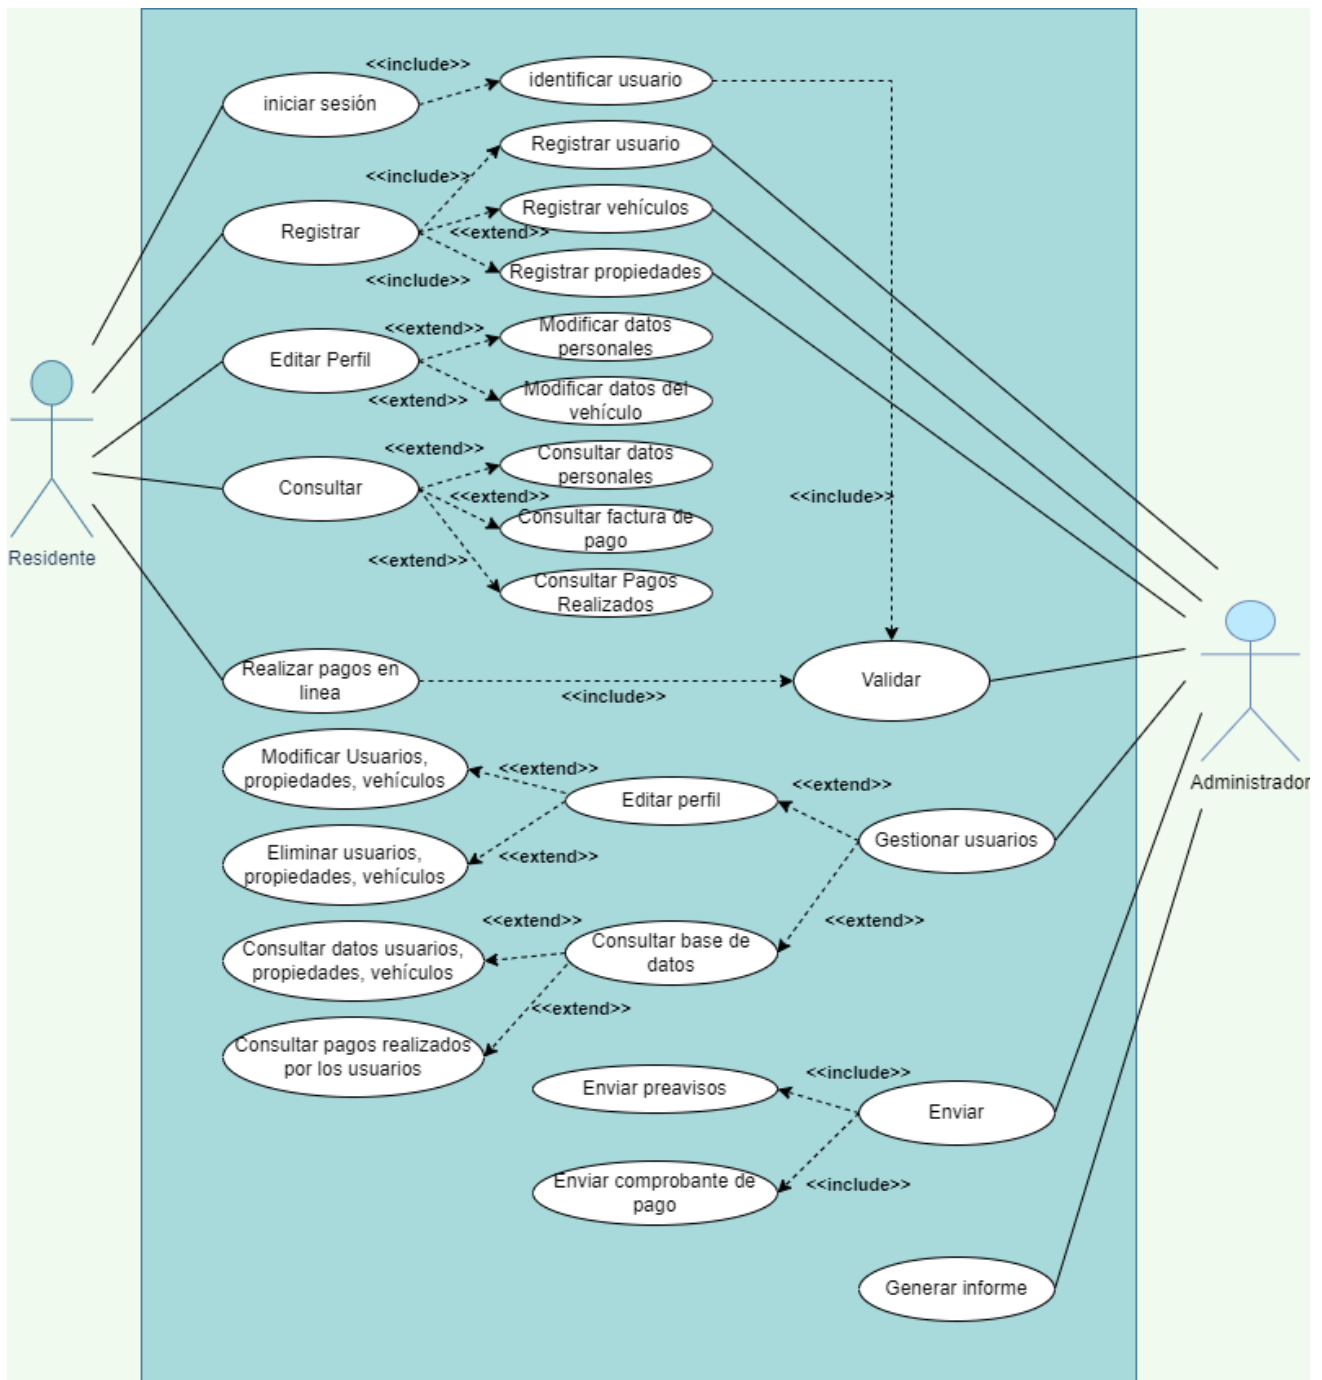 <<include>>
identificar usuario
iniciar sesión
Registrar usuario
<<include>>
Registrar vehículos
Registrar
<<extend>>
Registrar propiedades
<<include>>
<<extend>>
Modificar datos
personales
Editar Perfil
Modificar datos del
vehículo
<<extend>>
<<extend>>
Consultar datos
personales
Consultar
<<extend>>
<<include>>
Consultar factura de
pago
<<extend>>
Consultar Pagos
Realizados
Residente
Administrador
Realizar pagos en
linea
<<include>>
Validar
Modificar Usuarios,
propiedades, vehículos
<<extend>>
Editar perfil
<<extend>>
Gestionar usuarios
Eliminar usuarios,
propiedades, vehículos
<<extend>>
<<extend>>
<<extend>>
Consultar datos usuarios,
propiedades, vehículos
Consultar base de
datos
<<extend>>
Consultar pagos realizados
por los usuarios
Enviar preavisos
<<include>>
Enviar
Enviar comprobante de
pago
<<include>>
Generar informe